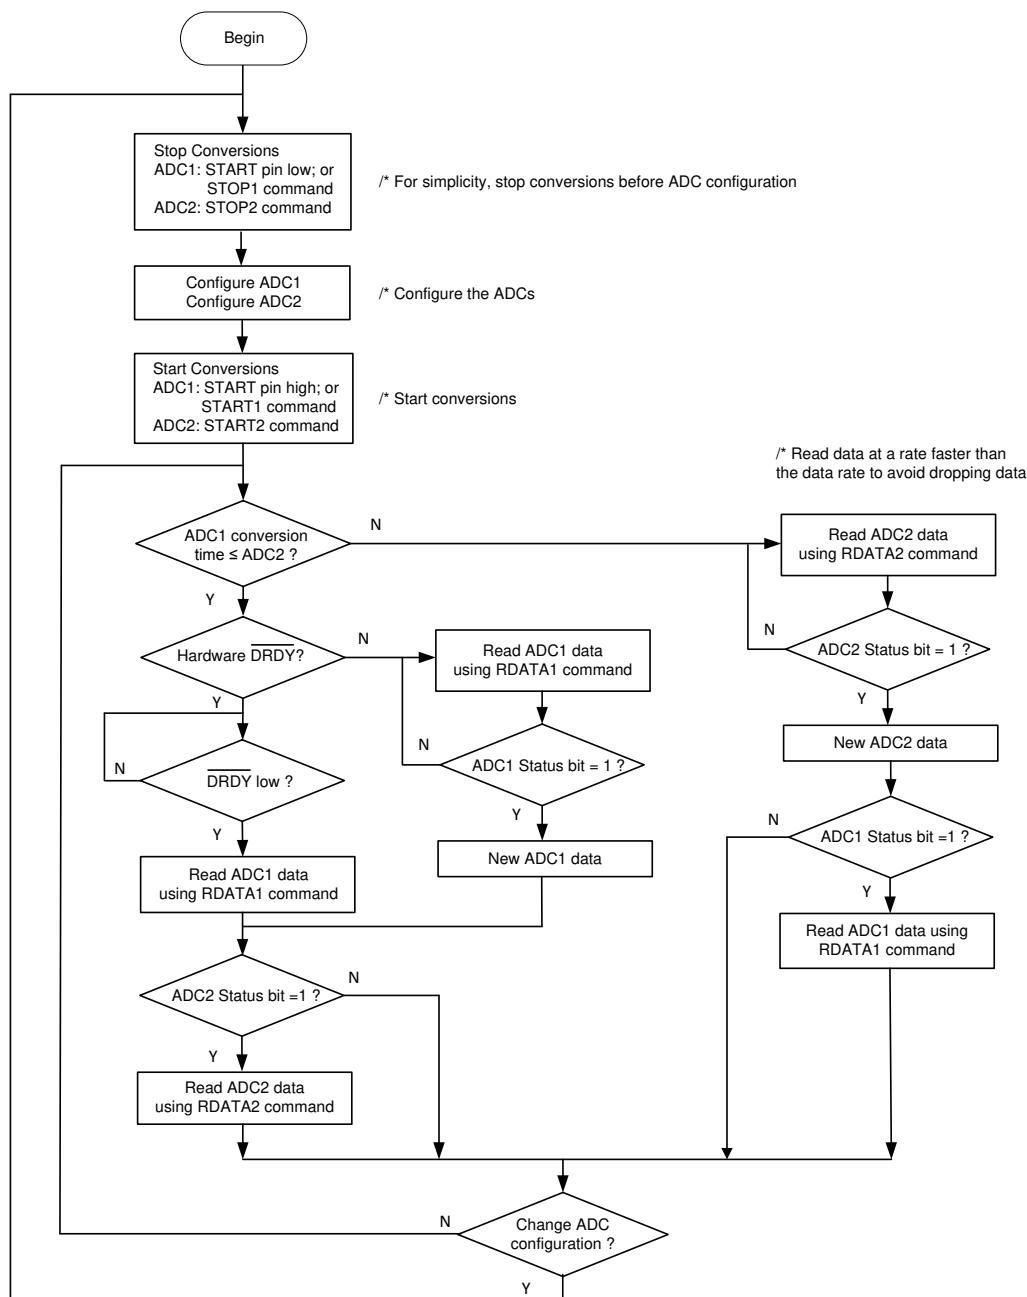 Begin
Stop Conversions
ADC1: START pin low; or
STOP1 command
ADC2: STOP2 command
/* For simplicity, stop conversions before ADC configuration
Configure ADC1
Configure ADC2
/* Configure the ADCs
Start Conversions
ADC1: START pin high; or
START1 command
ADC2: START2 command
/* Start conversions
/* Read data at a rate faster than
the data rate to avoid dropping data
ADC1 conversion
time ≤ ADC2 ?
N
Y
Read ADC2 data
using RDATA2 command
Hardware DRDY?
N
Y
Read ADC1 data
using RDATA1 command
N
ADC2 Status bit = 1 ?
Y
New ADC2 data
DRDY low ?
N
Y
N
ADC1 Status bit = 1 ?
Y
New ADC1 data
N
ADC1 Status bit =1 ?
Y
Read ADC1 data
using RDATA1 command
Read ADC1 data using
RDATA1 command
ADC2 Status bit =1 ?
N
Y
Read ADC2 data
using RDATA2 command
N
Change ADC
configuration ?
Y